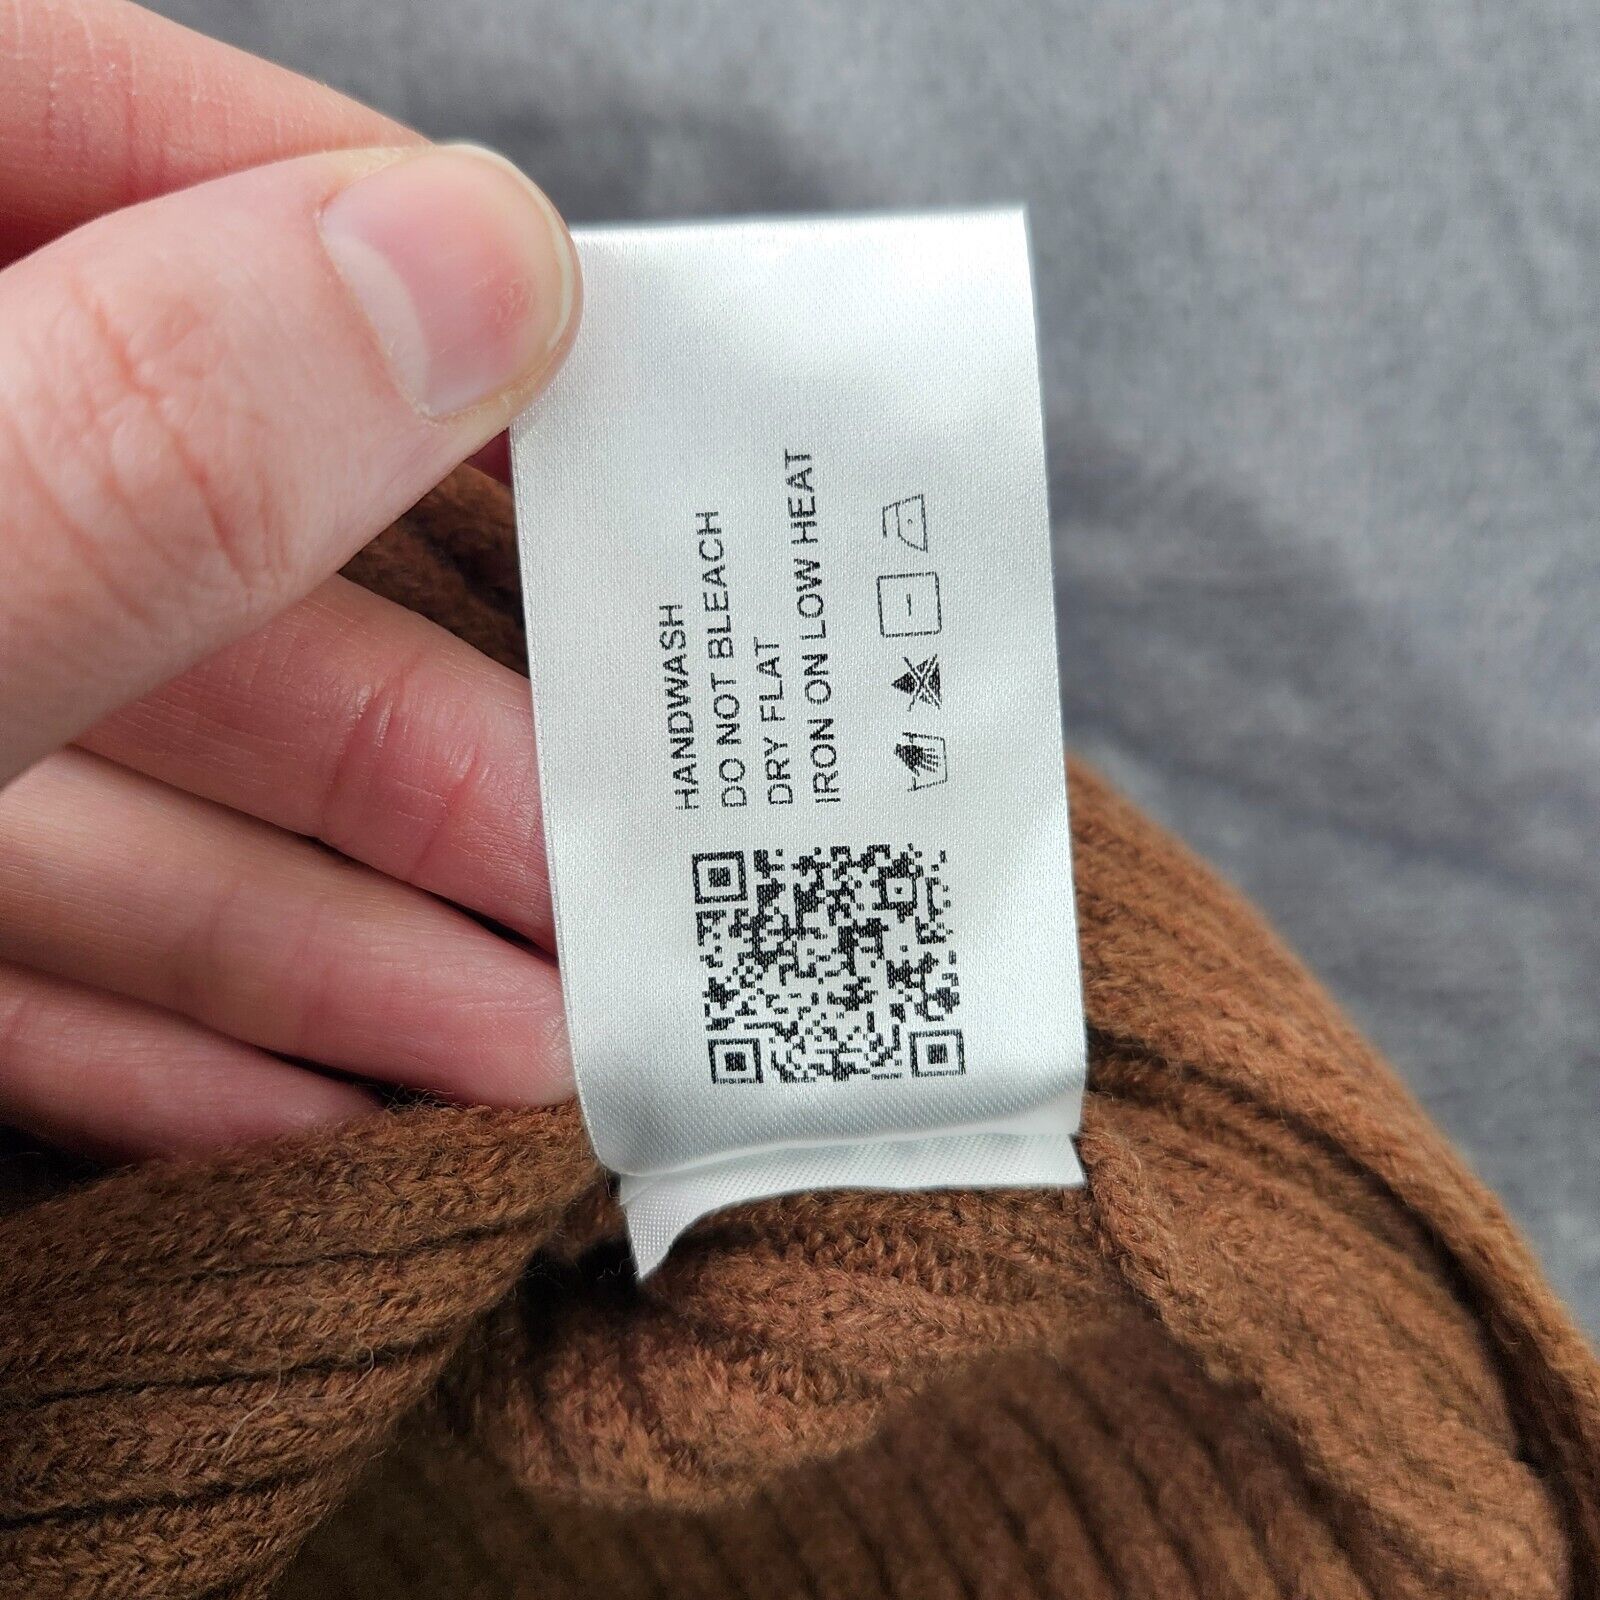 HANDWASH
DO NOT BLEACH
DRY FLAT
IRON ON LOW HEAT